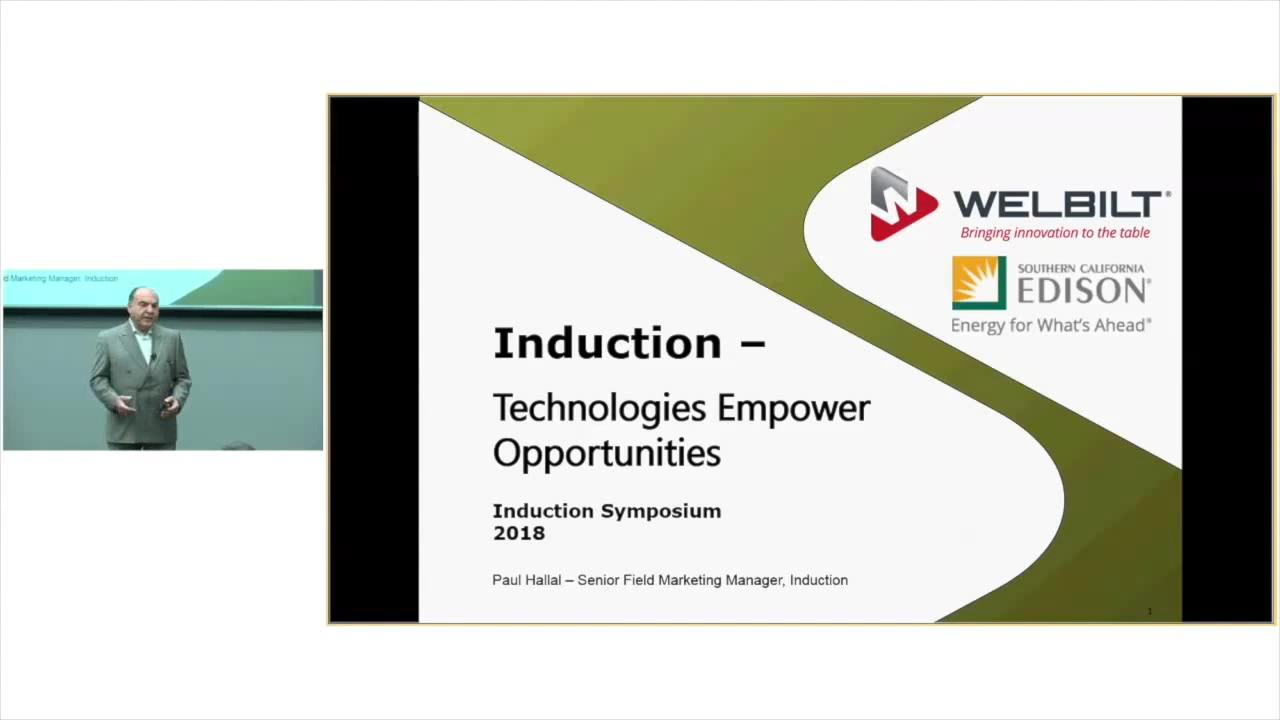 d Marketing Manager, Induction
WELBILT®
Bringing innovation to the table
SOUTHERN CALIFORNIA
EDISON®
Energy for What's Ahead®
Induction –
Technologies Empower
Opportunities
Induction Symposium
2018
Paul Hallal – Senior Field Marketing Manager, Induction
1